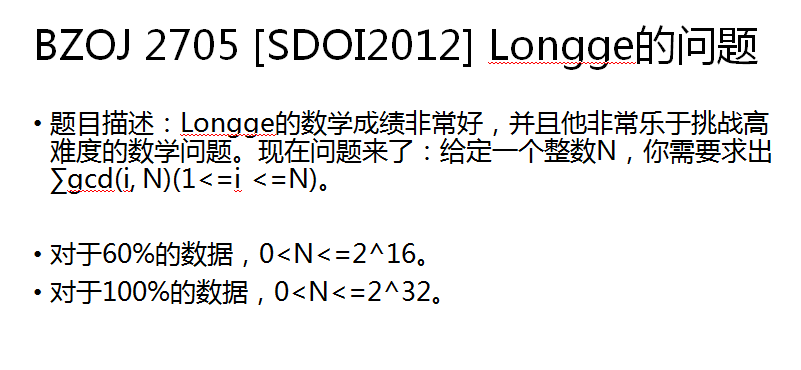 BZOJ 2705 [SDOI2012] Longge的问题
• 题目描述：Longge的数学成绩非常好，并且他非常乐于挑战高
难度的数学问题。现在问题来了：给定一个整数N，你需要求出
∑gcd(i, N)(1<=i <=N)。
• 对于60%的数据，0<N<=2^16。
• 对于100%的数据，0<N<=2^32。